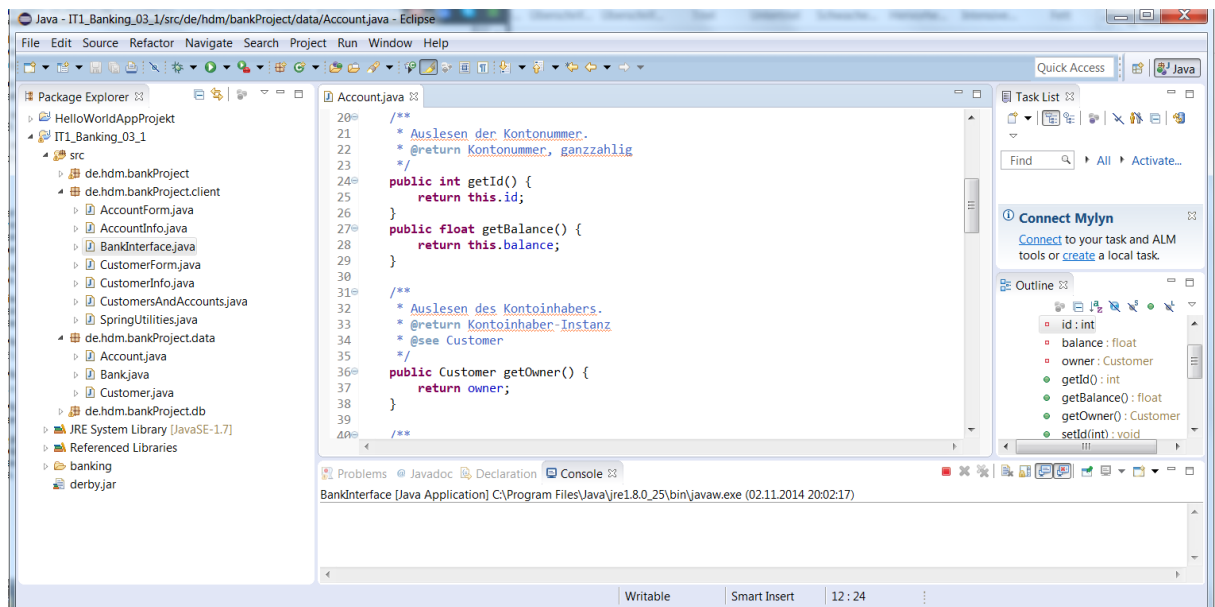 Java - IT1_Banking_03_1/src/de/hdm/bankProject/data/Account.java - Eclipse
File Edit Source Refactor Navigate Search Project Run Window Help
Quick Access
Java
Package Explorer
HelloWorldAppProjekt
IT1_Banking_03_1
src
de.hdm.bankProject
de.hdm.bankProject.client
AccountForm.java
AccountInfo.java
BankInterface.java
CustomerForm.java
CustomerInfo.java
CustomersAndAccounts.java
SpringUtilities.java
de.hdm.bankProject.data
Account.java
Bank.java
Customer.java
de.hdm.bankProject.db
JRE System Library [JavaSE-1.7]
Referenced Libraries
banking
derby.jar
Account.java
20 /**
21 * Auslesen der Kontonummer.
22 * @return Kontonummer, ganzzahlig
23 */
24 public int getId() {
25 return this.id;
26 }
27 public float getBalance() {
28 return this.balance;
29 }
30
31 /**
32 * Auslesen des Kontoinhabers.
33 * @return Kontoinhaber-Instanz
34 * @see Customer
35 */
36 public Customer getOwner() {
37 return owner;
38 }
39
40 /**
Task List
Find
All
Activate...
Connect Mylyn
Connect to your task and ALM
tools or create a local task.
Outline
id : int
balance : float
owner : Customer
getId() : int
getBalance() : float
getOwner() : Customer
setId(int) : void
Problems @ Javadoc Declaration Console
BankInterface [Java Application] C:\Program Files\Java\jre1.8.0_25\bin\javaw.exe (02.11.2014 20:02:17)
Writable
Smart Insert
12 : 24